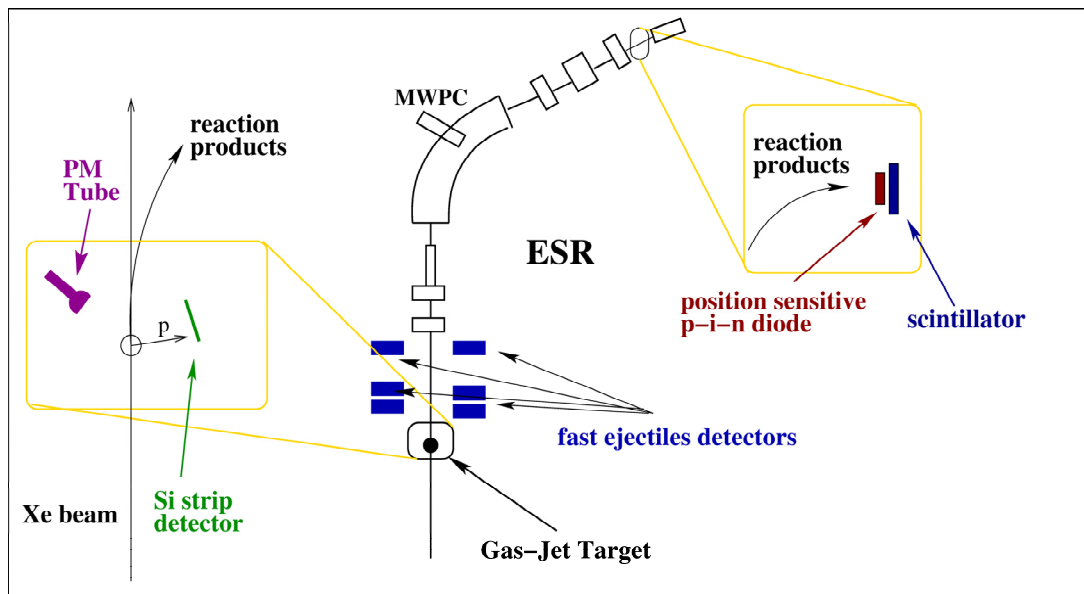 MWPC
reaction
products
PM
Tube
reaction
products
ESR
p
position sensitive
p–i–n diode
scintillator
fast ejectiles detectors
Si strip
detector
Xe beam
Gas–Jet Target